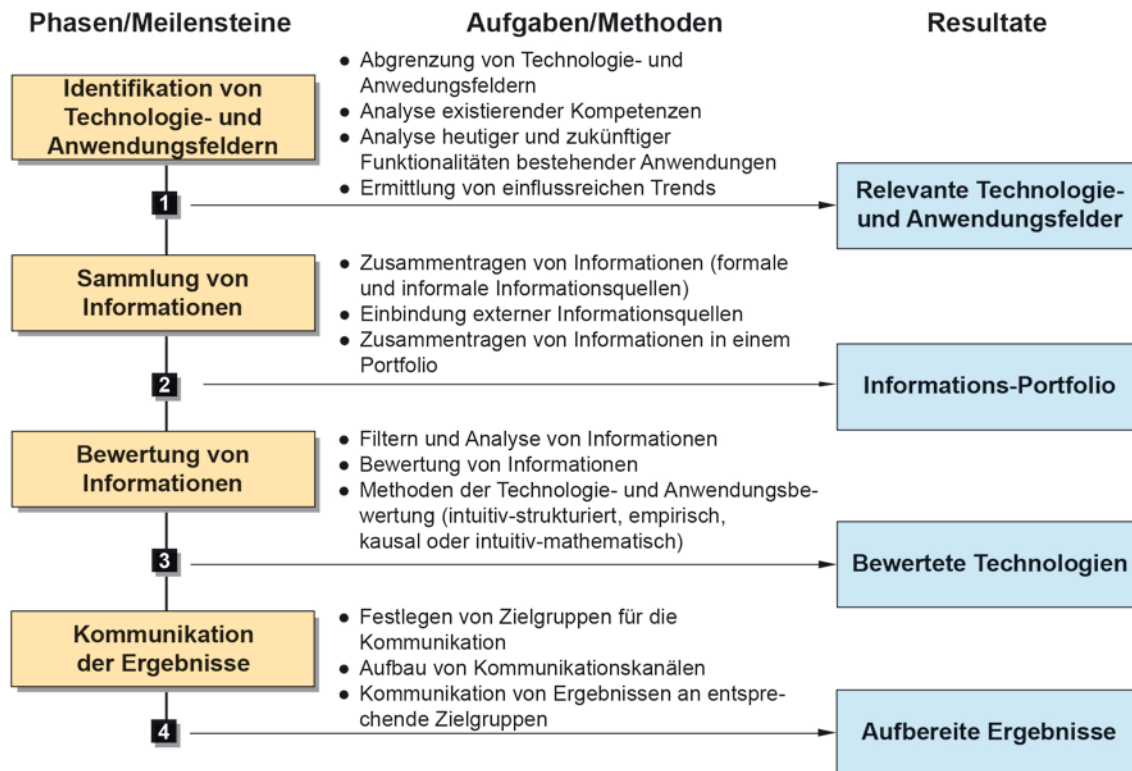 Phasen/Meilensteine
Aufgaben/Methoden
Resultate
Identifikation von
Technologie- und
Anwendungsfeldern
● Abgrenzung von Technologie- und
Anwedungsfeldern
● Analyse existierender Kompetenzen
● Analyse heutiger und zukünftiger
Funktionalitäten bestehender Anwendungen
● Ermittlung von einflussreichen Trends
1
Relevante Technologie-
und Anwendungsfelder
Sammlung von
Informationen
● Zusammentragen von Informationen (formale
und informale Informationsquellen)
● Einbindung externer Informationsquellen
● Zusammentragen von Informationen in einem
Portfolio
2
Informations-Portfolio
Bewertung von
Informationen
● Filtern und Analyse von Informationen
● Bewertung von Informationen
● Methoden der Technologie- und Anwendungsbe-
wertung (intuitiv-strukturiert, empirisch,
kausal oder intuitiv-mathematisch)
3
Bewertete Technologien
Kommunikation
der Ergebnisse
● Festlegen von Zielgruppen für die
Kommunikation
● Aufbau von Kommunikationskanälen
● Kommunikation von Ergebnissen an entspre-
chende Zielgruppen
4
Aufbereite Ergebnisse